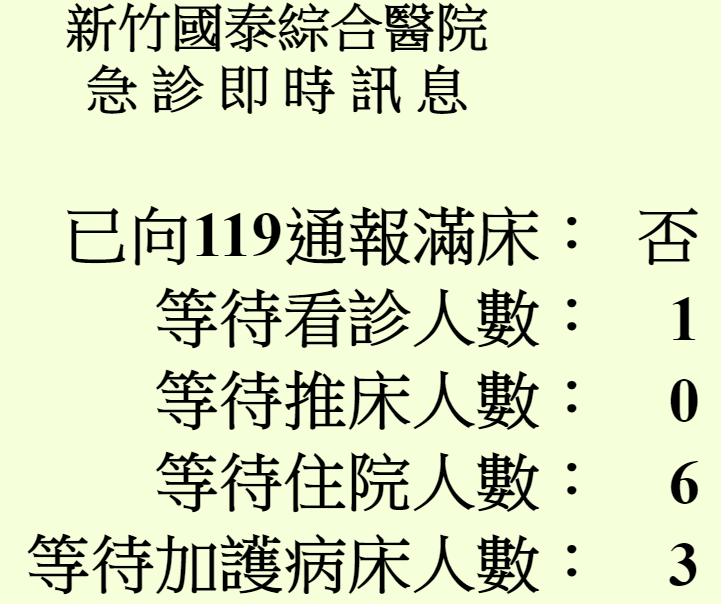 新竹國泰綜合醫院
急診即時訊息
已向119通報滿床： 否
等待看診人數： 1
等待推床人數： 0
等待住院人數： 6
等待加護病床人數： 3